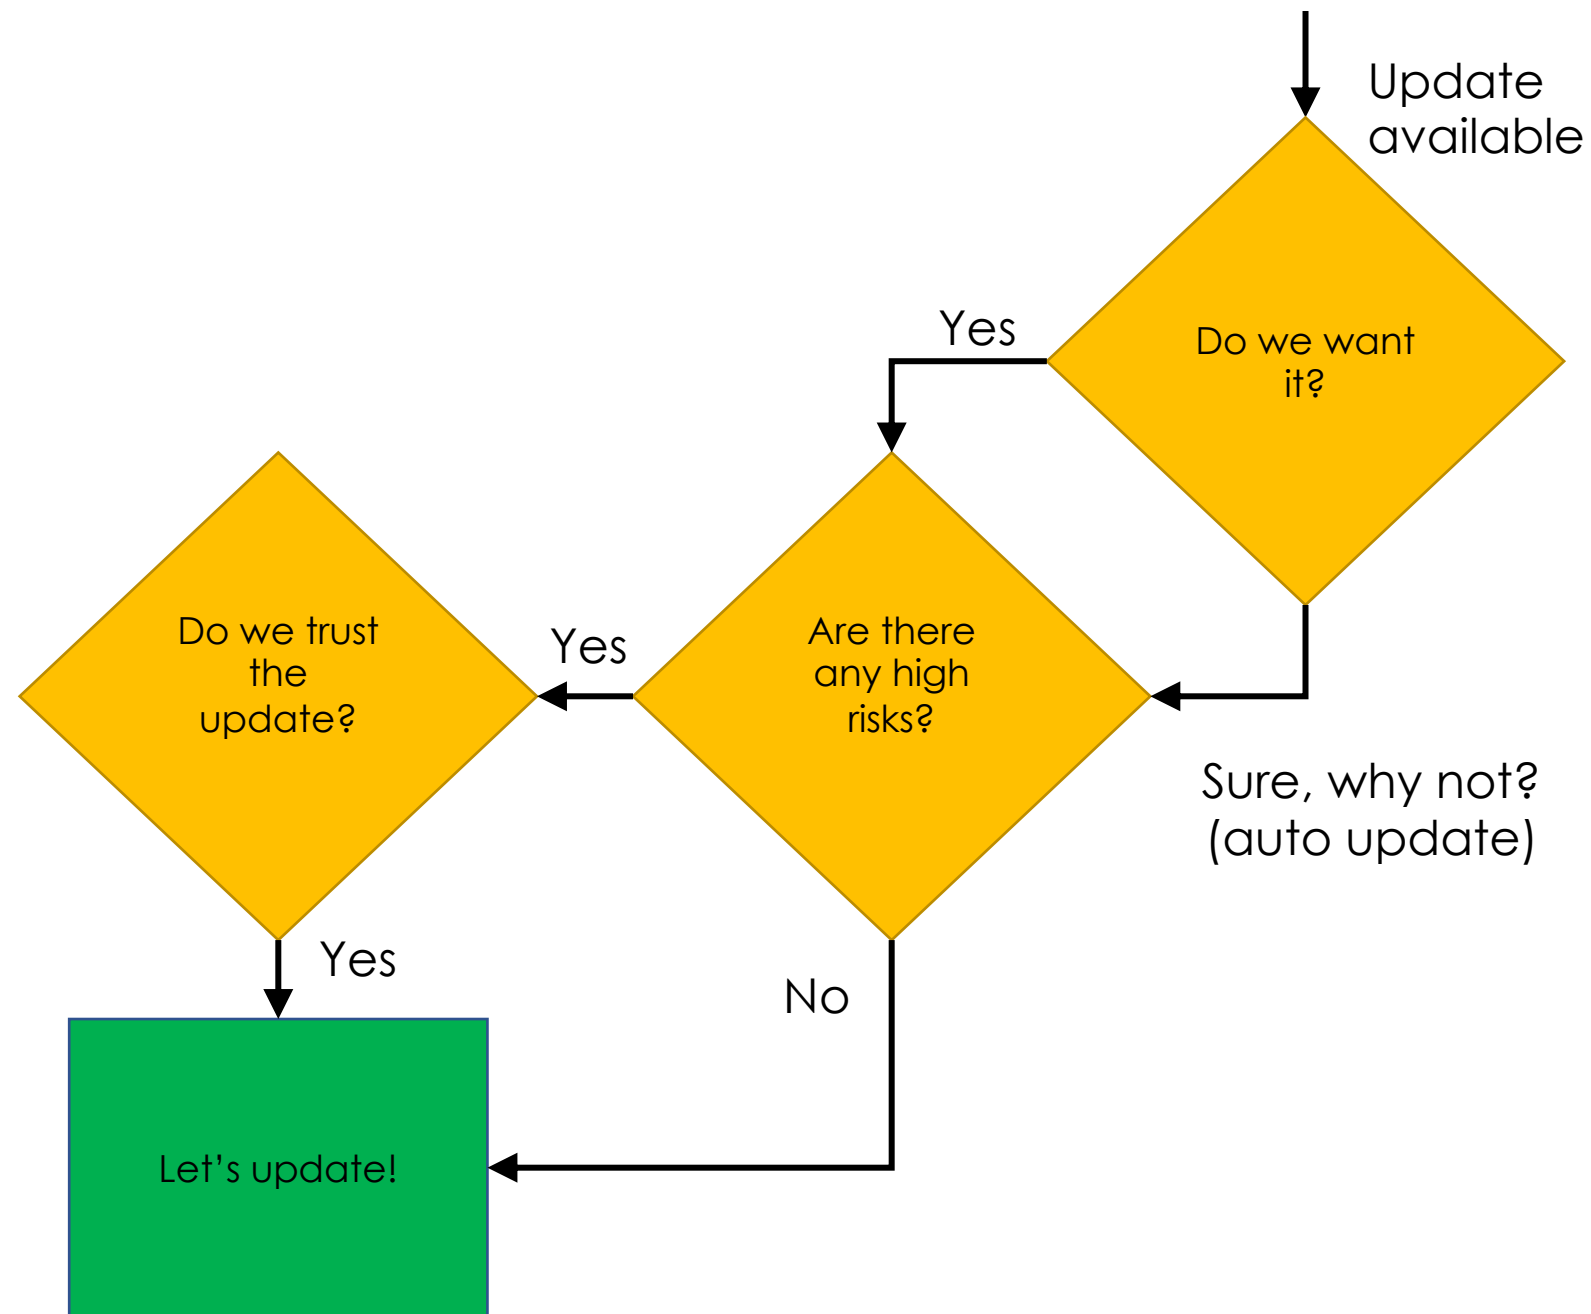 Update
available
Yes
Do we want
it?
Do we trust
the
update?
Yes
Are there
any high
risks?
Sure, why not?
(auto update)
Yes
No
Let’s update!